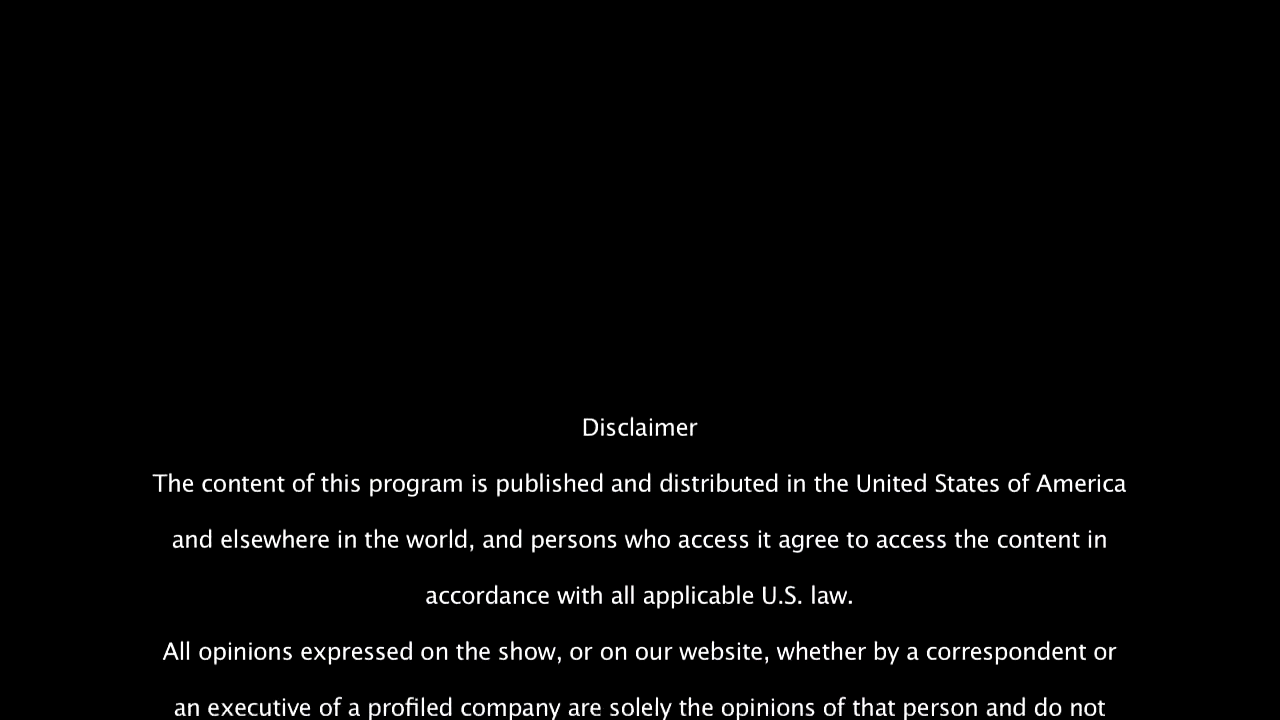 Disclaimer
The content of this program is published and distributed in the United States of America
and elsewhere in the world, and persons who access it agree to access the content in
accordance with all applicable U.S. law.
All opinions expressed on the show, or on our website, whether by a correspondent or
an executive of a profiled company are solely the opinions of that person and do not